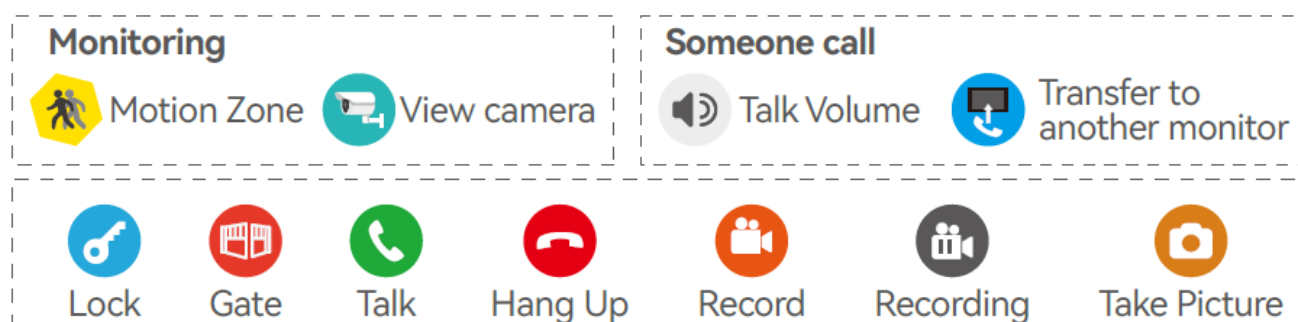 Monitoring
Motion Zone
View camera
Someone call
Talk Volume
Transfer to
another monitor
Lock
Gate
Talk
Hang Up
Record
Recording
Take Picture